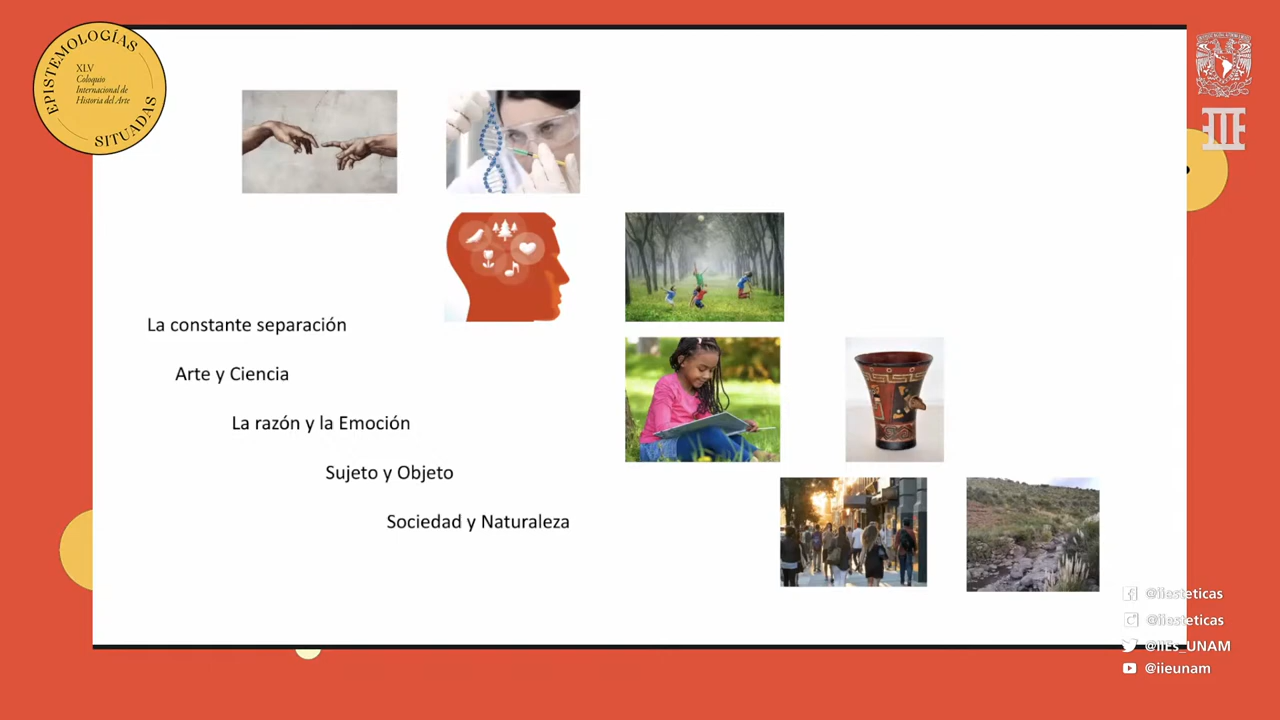 EPISTEMOLOGÍAS
XLV
Coloquio
Internacional de
Historia del Arte
SITUADAS
La constante separación
Arte y Ciencia
La razón y la Emoción
Sujeto y Objeto
Sociedad y Naturaleza
@iiesteticas
@iiesteticas
@IIEs_UNAM
@iieunam